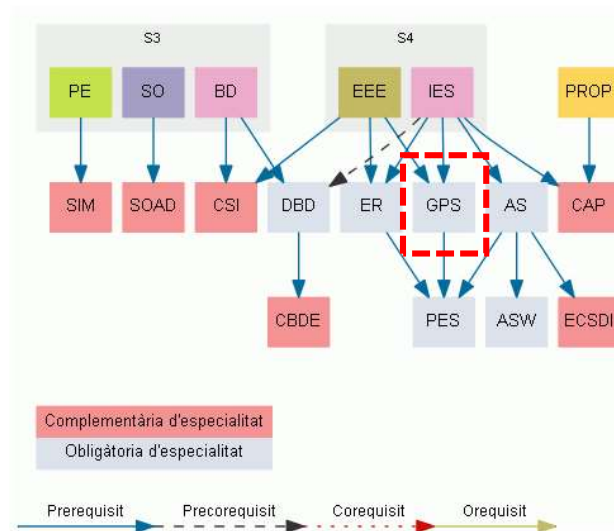 S3 S4
PE SO BD EEE IES PROP
SIM SOAD CSI DBD ER GPS AS CAP
CBDE PES ASW ECSDI
Complementària d'especialitat
Obligàtoria d'especialitat
Prerequisit Precorequisit Corequisit Orequisit